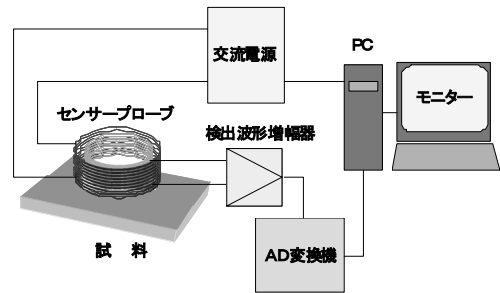 交流電源
PC
モニター
センサープローブ
検出波形増幅器
試 料
AD変換機